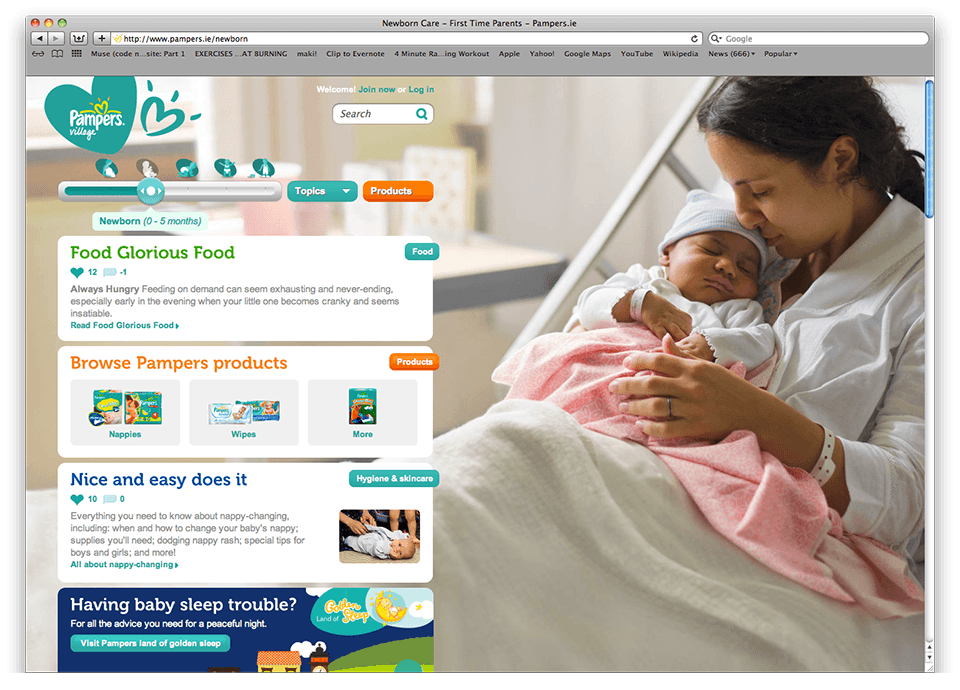 Newborn Care – First Time Parents – Pampers.ie
http://www.pampers.ie/newborn
Google
Muse (code n...site: Part 1 EXERCISES ...AT BURNING maki! Clip to Evernote 4 Minute Ra...ing Workout Apple Yahoo! Google Maps YouTube Wikipedia News (666) Popular
Pampers.
village
Welcome! Join now or Log in
Search
Topics
Products
Newborn (0 - 5 months)
Food Glorious Food
Food
12 -1
Always Hungry Feeding on demand can seem exhausting and never-ending,
especially early in the evening when your little one becomes cranky and seems
insatiable.
Read Food Glorious Food
Browse Pampers products
Products
Nappies
Wipes
More
Nice and easy does it
Hygiene & skincare
10 0
Everything you need to know about nappy-changing,
including: when and how to change your baby's nappy;
supplies you'll need; dodging nappy rash; special tips for
boys and girls; and more!
All about nappy-changing
Having baby sleep trouble?
For all the advice you need for a peaceful night.
Visit Pampers land of golden sleep
Golden
Land of Sleep